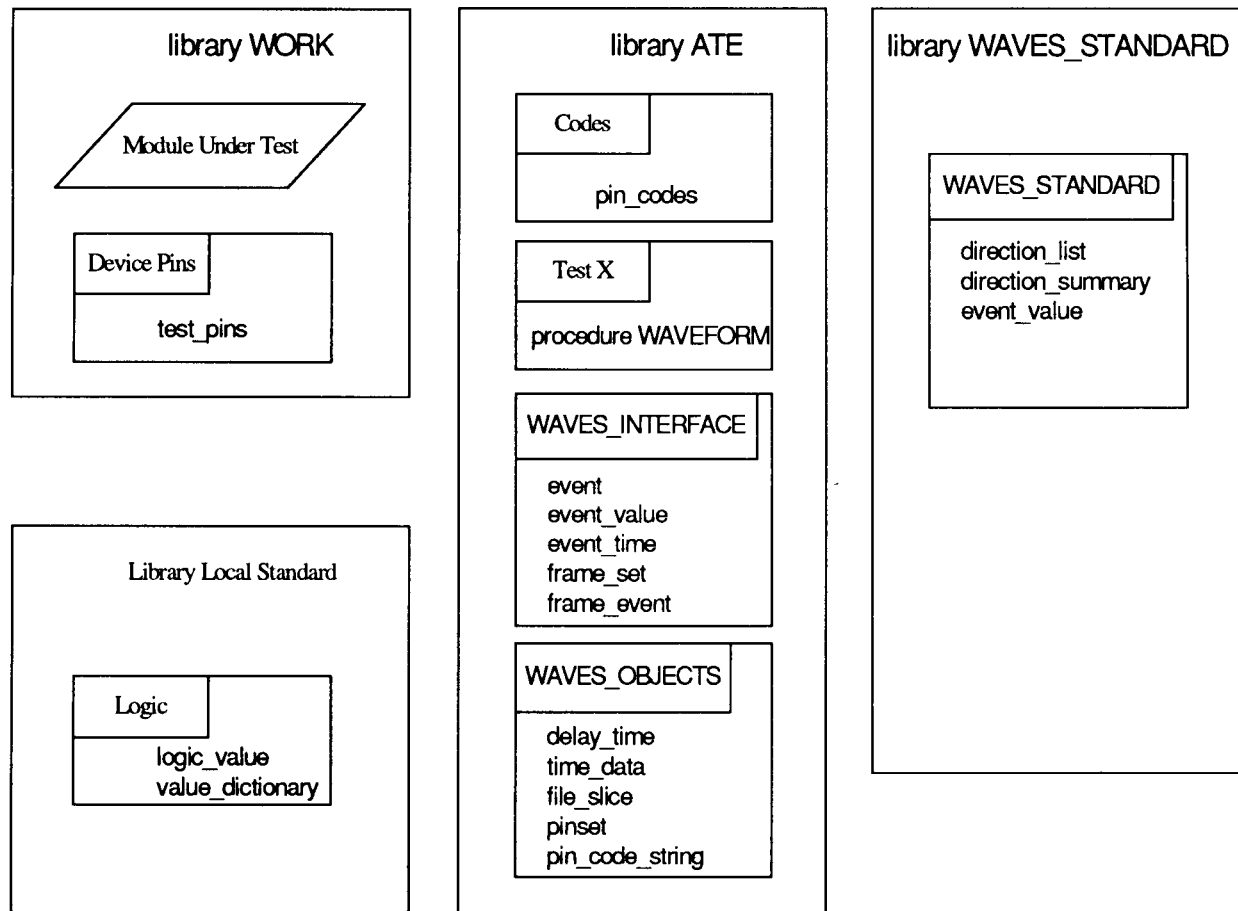 library WORK
Module Under Test
Device Pins
test_pins
Library Local Standard
Logic
logic_value
value_dictionary
library ATE
Codes
pin_codes
Test X
procedure WAVEFORM
WAVES_INTERFACE
event
event_value
event_time
frame_set
frame_event
WAVES_OBJECTS
delay_time
time_data
file_slice
pinset
pin_code_string
library WAVES_STANDARD
WAVES_STANDARD
direction_list
direction_summary
event_value